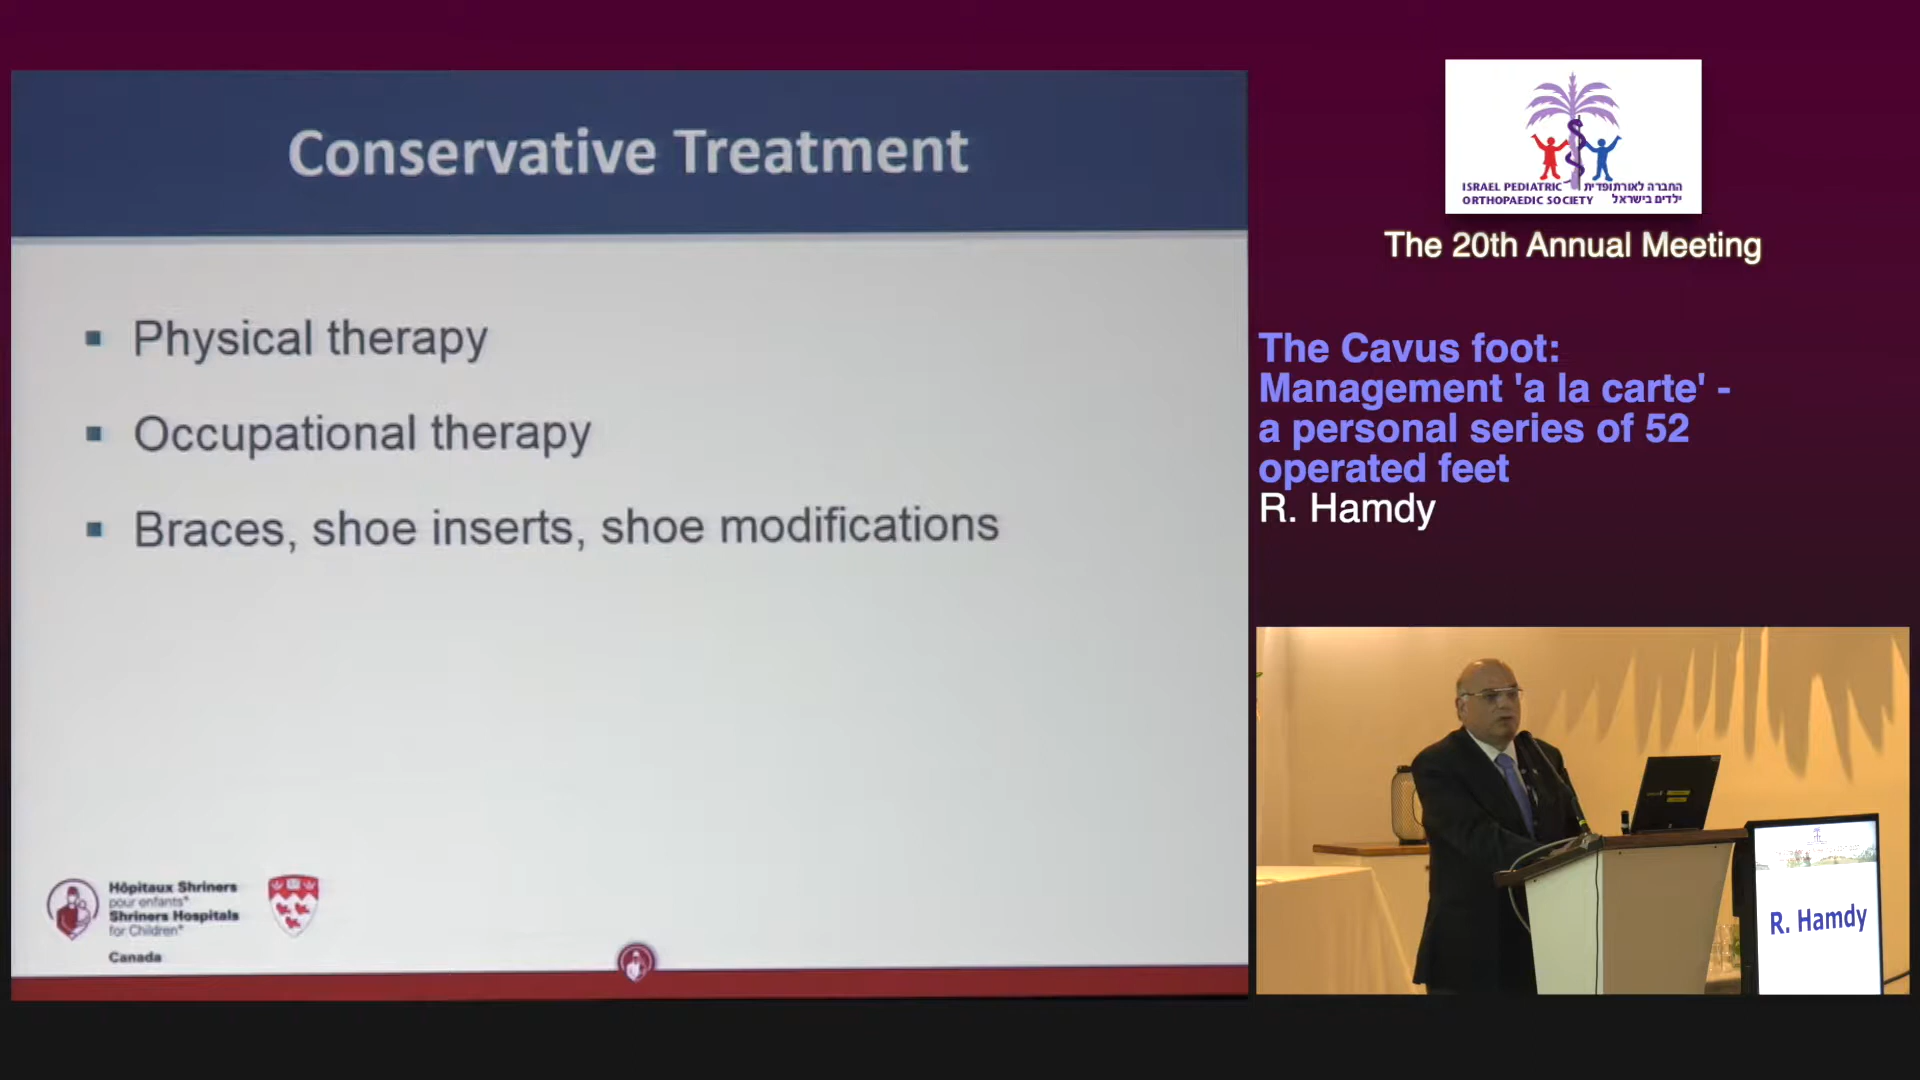 Conservative Treatment
Physical therapy
Occupational therapy
Braces, shoe inserts, shoe modifications
Hôpitaux Shriners
pour enfants®
Shriners Hospitals
for Children®
Canada
ISRAEL PEDIATRIC החברה לאורתופדית
ORTHOPAEDIC SOCIETY ילדים בישראל
The 20th Annual Meeting
The Cavus foot:
Management 'a la carte' -
a personal series of 52
operated feet
R. Hamdy
R. Hamdy